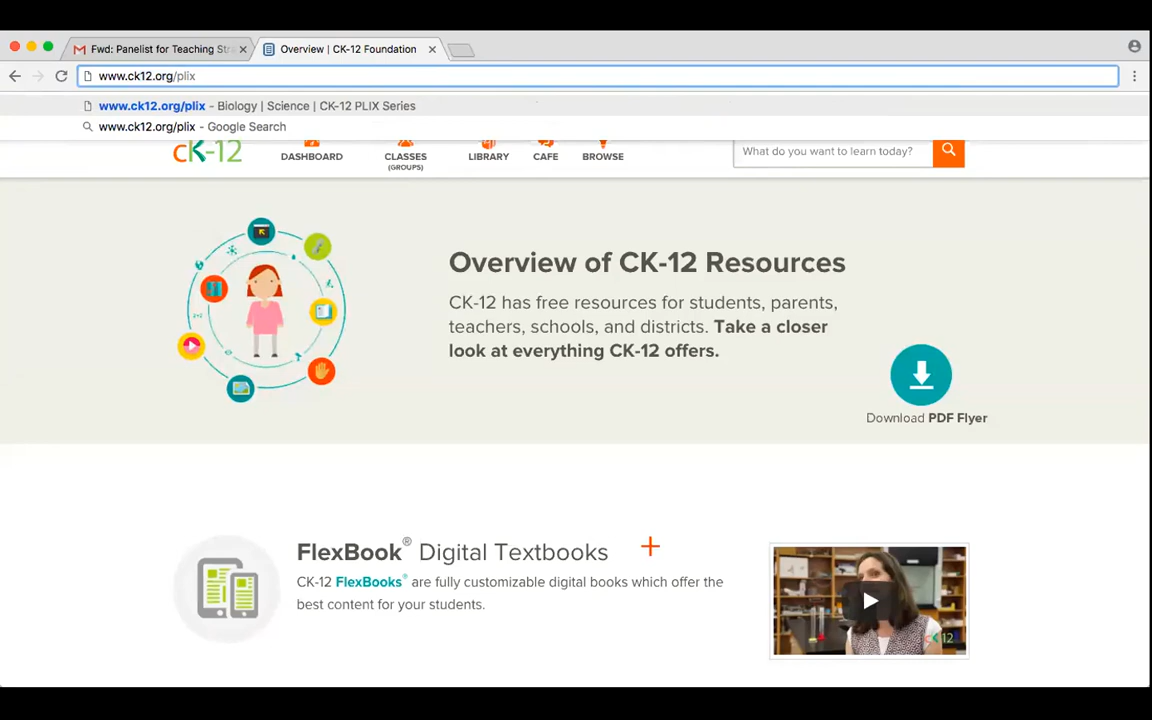 Fwd: Panelist for Teaching Stra
Overview | CK-12 Foundation
www.ck12.org/plix
www.ck12.org/plix - Biology | Science | CK-12 PLIX Series
www.ck12.org/plix - Google Search
cK-12
DASHBOARD
CLASSES
(GROUPS)
LIBRARY
CAFE
BROWSE
What do you want to learn today?
Overview of CK-12 Resources
CK-12 has free resources for students, parents,
teachers, schools, and districts. Take a closer
look at everything CK-12 offers.
Download PDF Flyer
FlexBook® Digital Textbooks
CK-12 FlexBooks® are fully customizable digital books which offer the
best content for your students.
cK-12